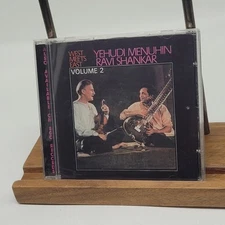 WEST
MEETS
EAST
YEHUDI MENUHIN
RAVI SHANKAR
VOLUME 2